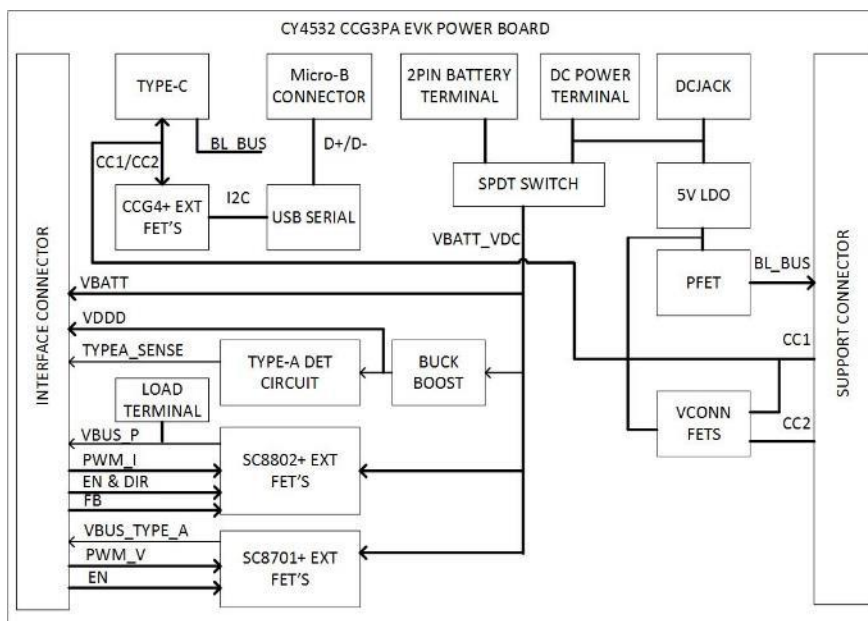 CY4532 CCG3PA EVK POWER BOARD
TYPE-C
Micro-B
CONNECTOR
2PIN BATTERY
TERMINAL
DC POWER
TERMINAL
DCJACK
BL_BUS
D+/D-
CC1/CC2
CCG4+ EXT
FET'S
I2C
USB SERIAL
SPDT SWITCH
5V LDO
VBATT_VDC
PFET
BL_BUS
VBATT
VDDD
TYPEA_SENSE
TYPE-A DET
CIRCUIT
BUCK
BOOST
CC1
LOAD
TERMINAL
VCONN
FETS
CC2
VBUS_P
PWM_I
EN & DIR
FB
SC8802+ EXT
FET'S
VBUS_TYPE_A
PWM_V
EN
SC8701+ EXT
FET'S
INTERFACE CONNECTOR
SUPPORT CONNECTOR